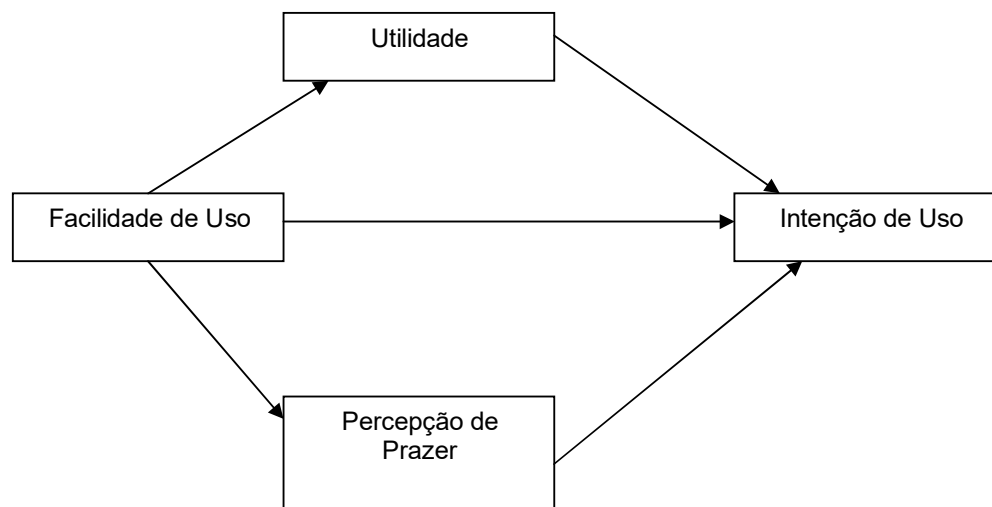 Utilidade
Facilidade de Uso
Intenção de Uso
Percepção de
Prazer